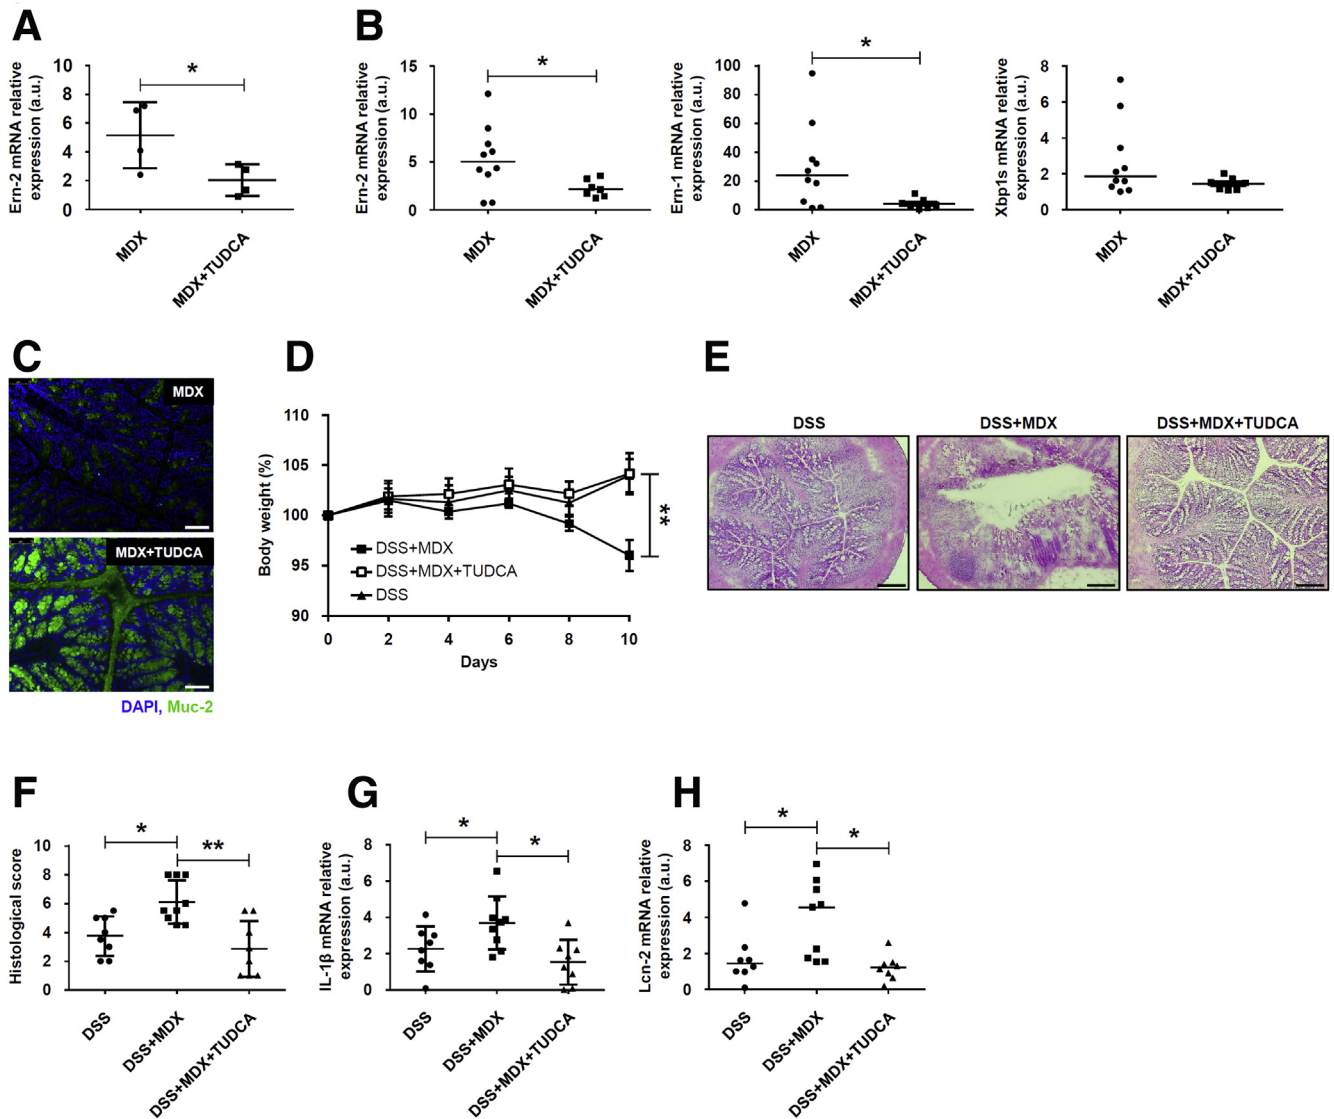 A
Ern-2 mRNA relative
expression (a.u.)
10
8
6
4
2
0
*
MDX
MDX+TUDCA
B
Ern-2 mRNA relative
expression (a.u.)
15
10
5
0
*
MDX
MDX+TUDCA
Ern-1 mRNA relative
expression (a.u.)
100
80
60
40
20
0
*
MDX
MDX+TUDCA
Xbp1s mRNA relative
expression (a.u.)
8
6
4
2
0
MDX
MDX+TUDCA
C
MDX
MDX+TUDCA
DAPI, Muc-2
D
Body weight (%)
110
105
100
95
90
DSS+MDX
DSS+MDX+TUDCA
DSS
**
0 2 4 6 8 10
Days
E
DSS
DSS+MDX
DSS+MDX+TUDCA
F
Histological score
10
8
6
4
2
0
*
**
DSS
DSS+MDX
DSS+MDX+TUDCA
G
IL-1β mRNA relative
expression (a.u.)
8
6
4
2
0
*
*
DSS
DSS+MDX
DSS+MDX+TUDCA
H
Lcn-2 mRNA relative
expression (a.u.)
8
6
4
2
0
*
*
DSS
DSS+MDX
DSS+MDX+TUDCA